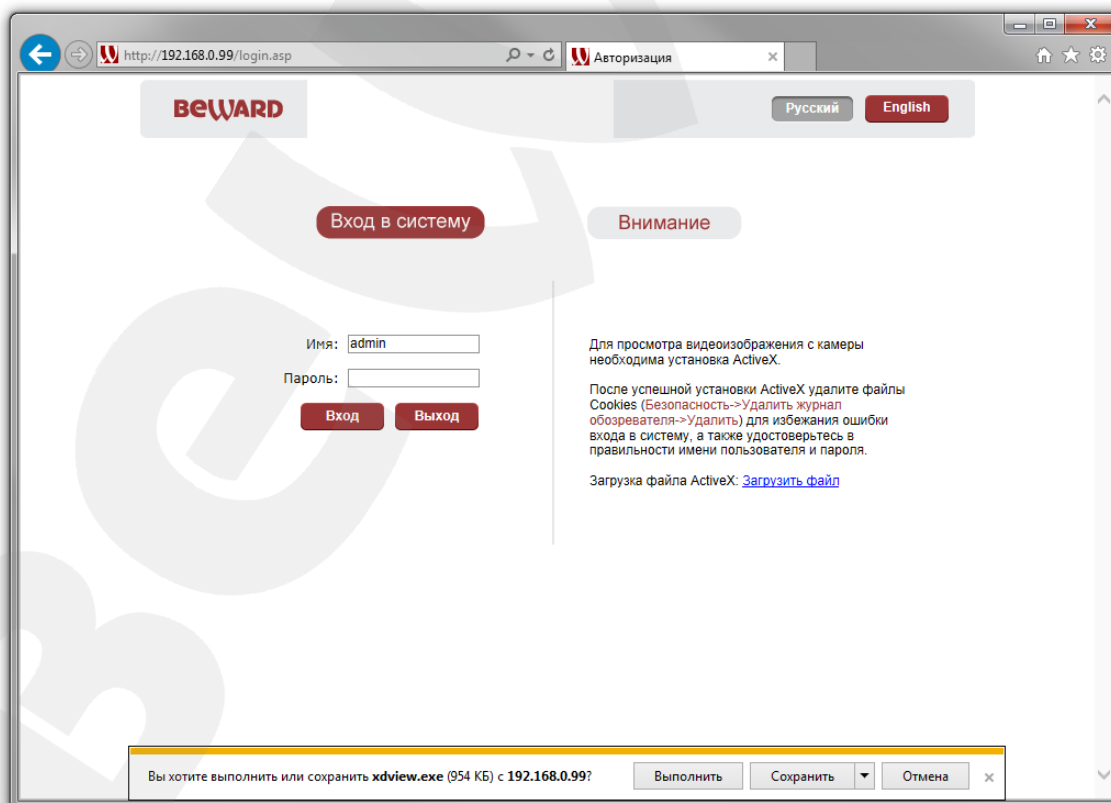 http://192.168.0.99/login.asp
Авторизация
BEWARD
Русский
English
Вход в систему
Внимание
Имя: admin
Пароль:
Вход
Выход
Для просмотра видеоизображения с камеры
необходима установка ActiveX.
После успешной установки ActiveX удалите файлы
Cookies (Безопасность->Удалить журнал
обозревателя->Удалить) для избежания ошибки
входа в систему, а также удостоверьтесь в
правильности имени пользователя и пароля.
Загрузка файла ActiveX: Загрузить файл
Вы хотите выполнить или сохранить xdview.exe (954 КБ) с 192.168.0.99?
Выполнить
Сохранить
Отмена